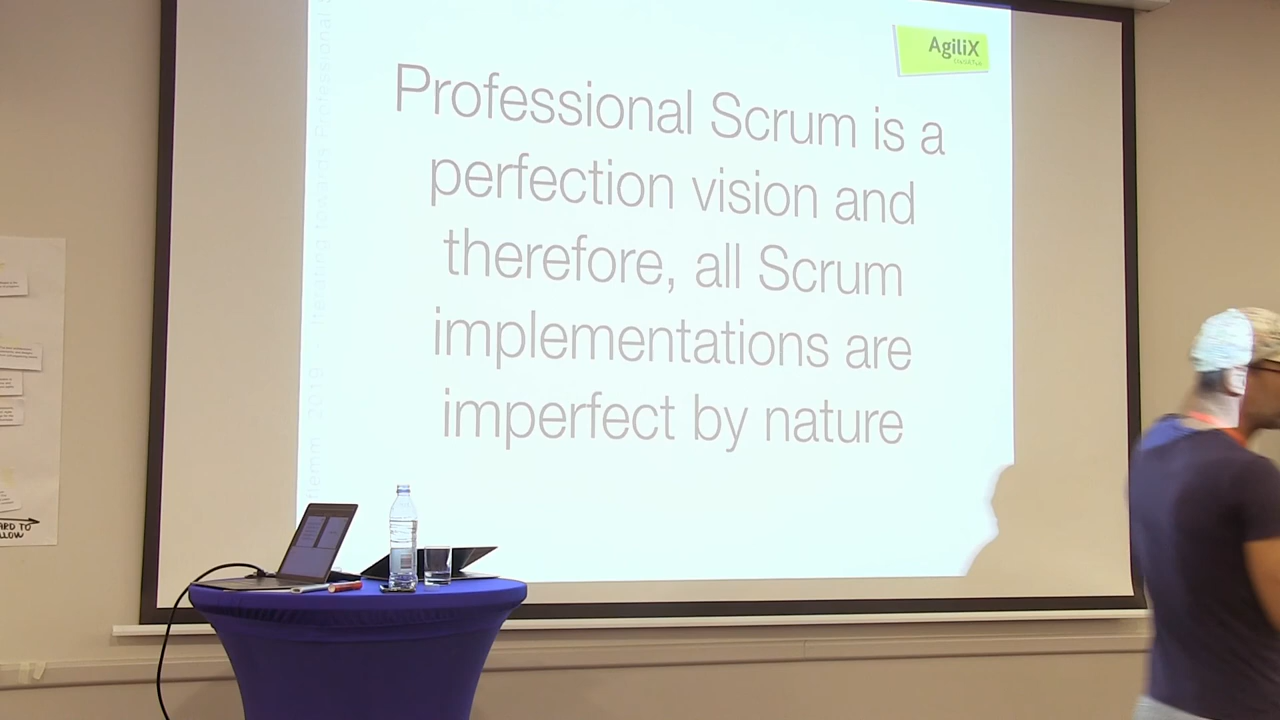 AgiliX
Professional Scrum is a
perfection vision and
therefore, all Scrum
implementations are
imperfect by nature